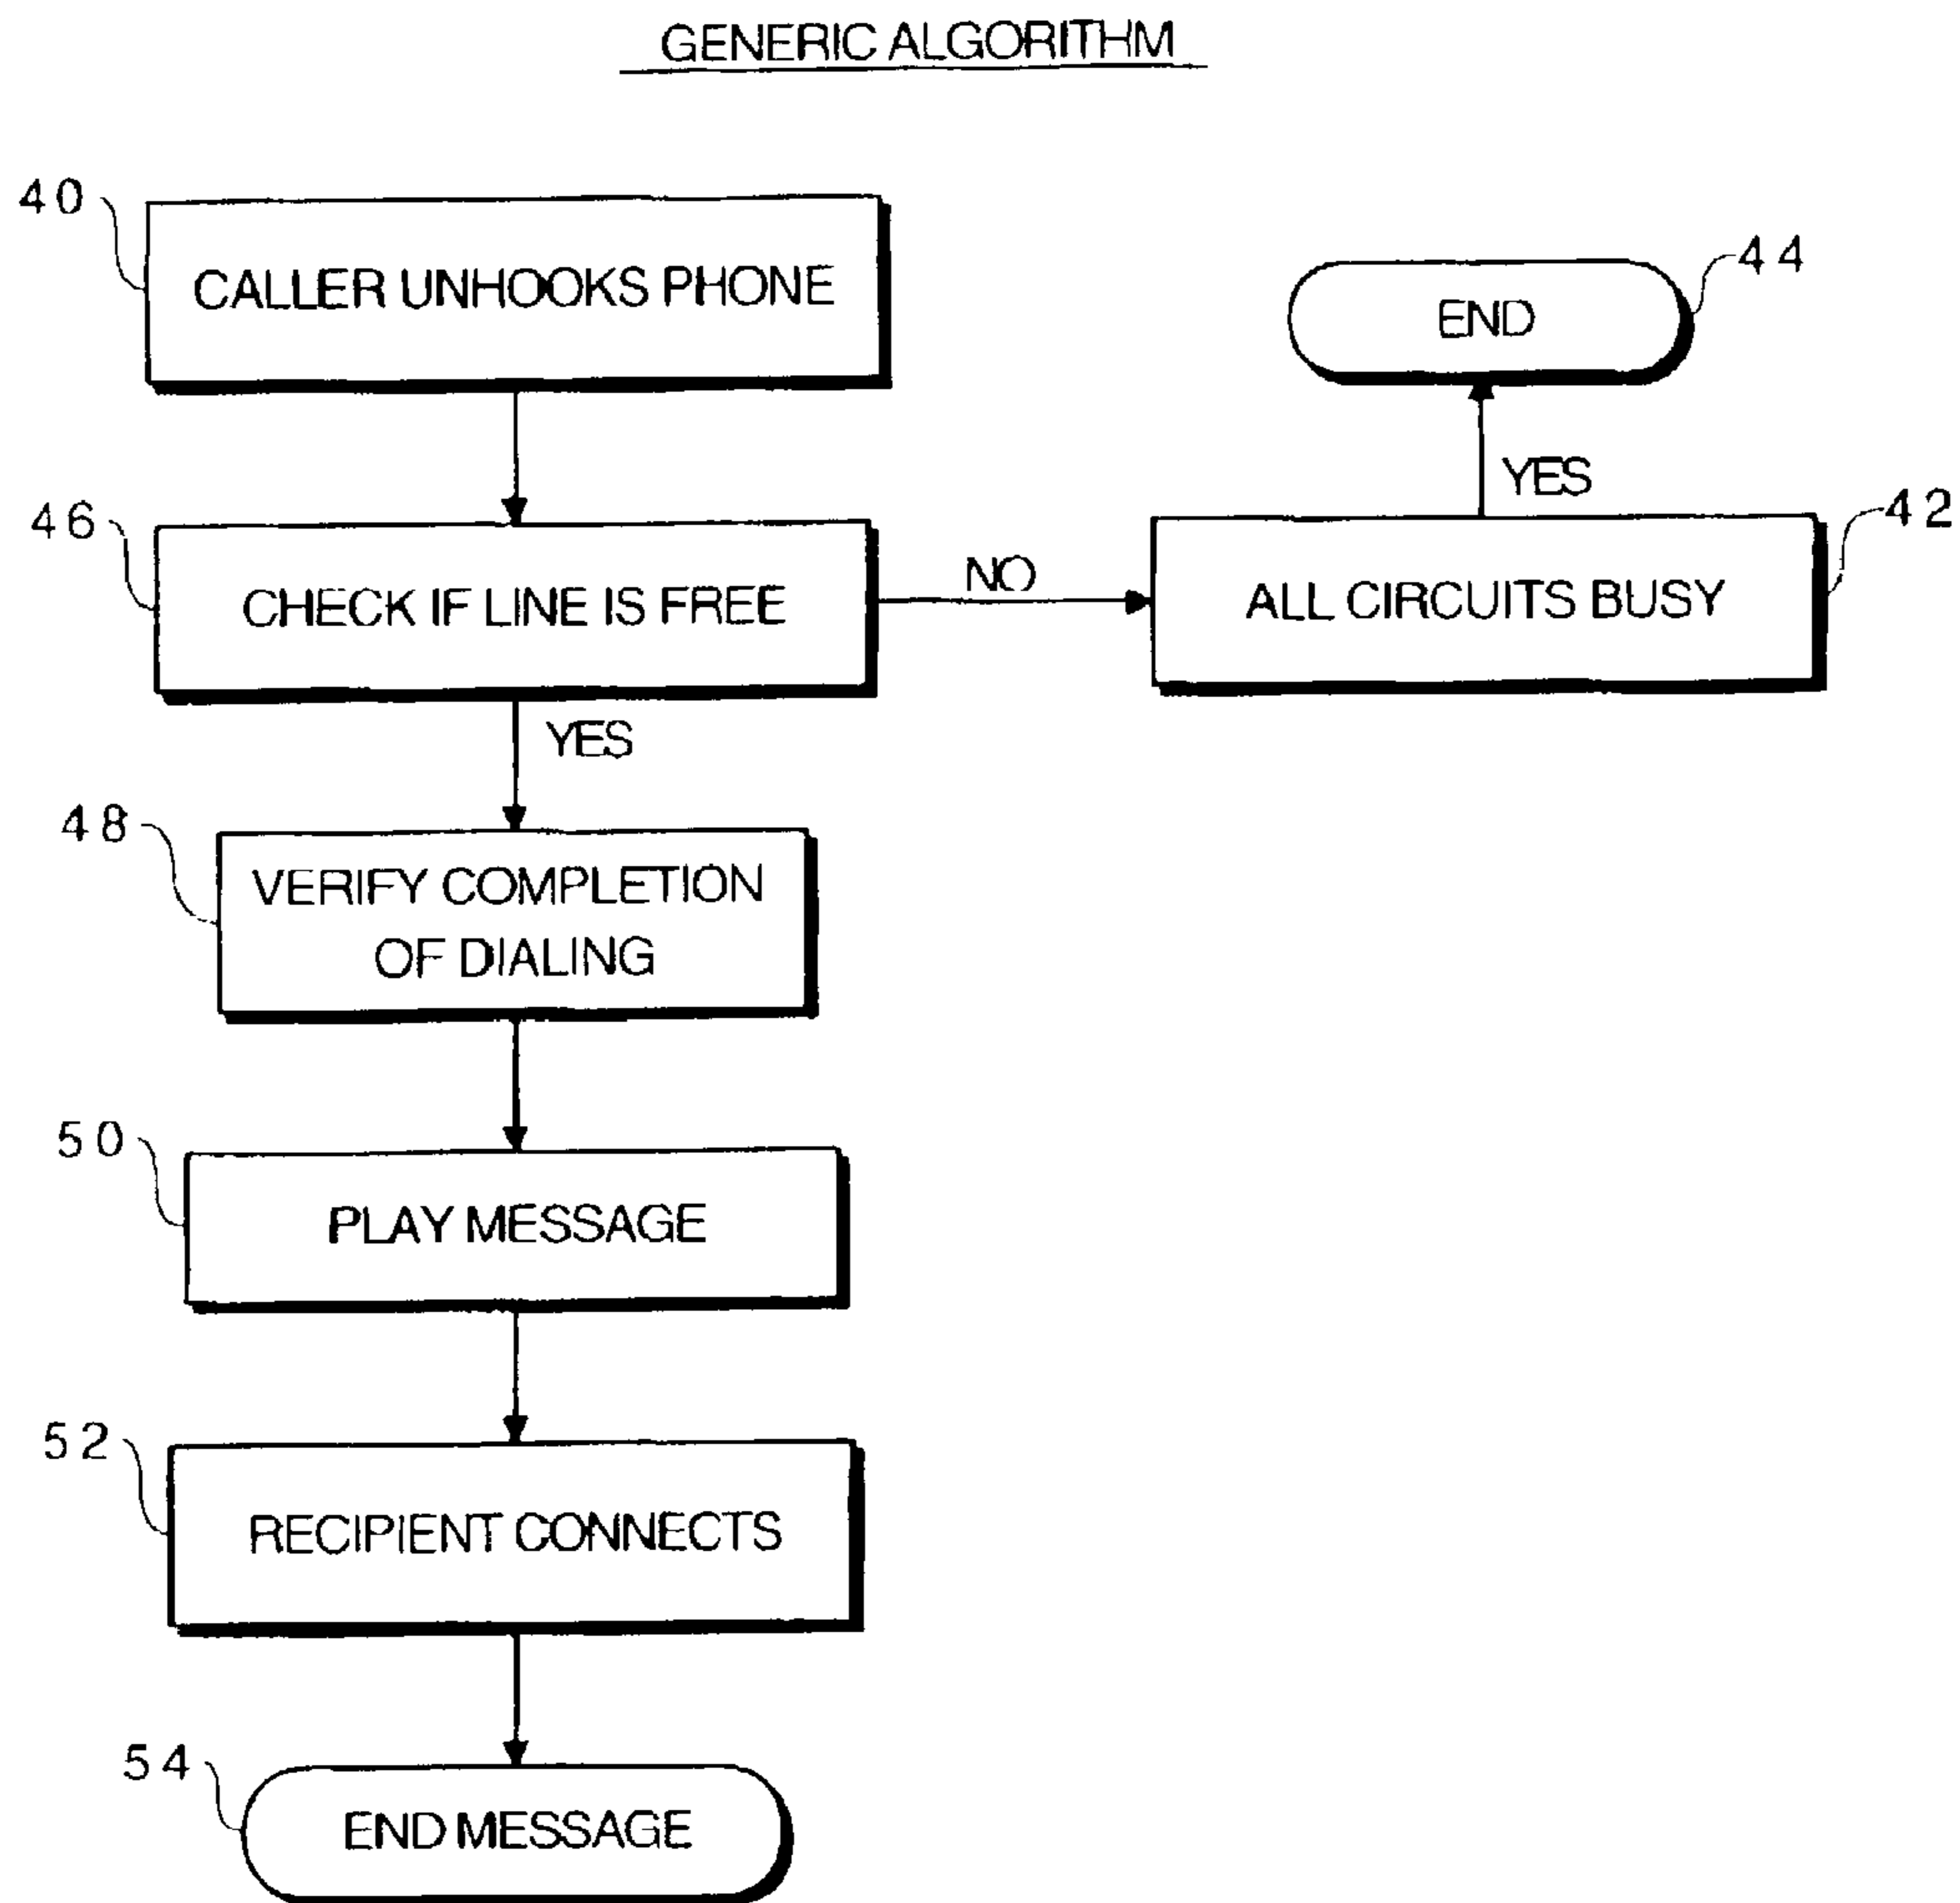 GENERIC ALGORITHM
40
CALLER UNHOOKS PHONE
44
END
YES
46
CHECK IF LINE IS FREE
NO
42
ALL CIRCUITS BUSY
YES
48
VERIFY COMPLETION
OF DIALING
50
PLAY MESSAGE
52
RECIPIENT CONNECTS
54
END MESSAGE